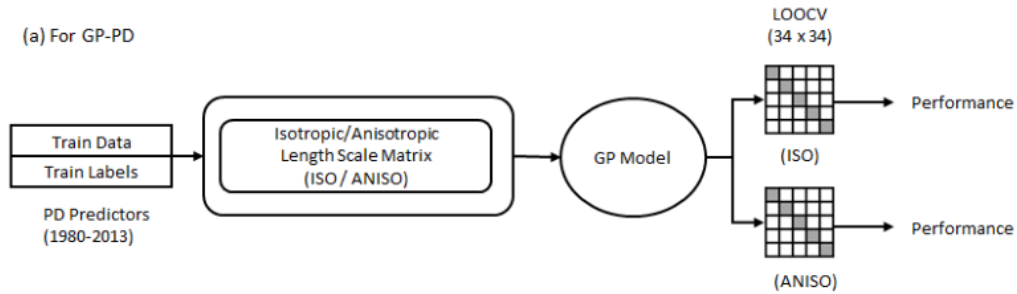 (a) For GP-PD
LOOCV
(34 x 34)
Train Data
Train Labels
PD Predictors
(1980-2013)
Isotropic/Anisotropic
Length Scale Matrix
(ISO / ANISO)
GP Model
(ISO)
Performance
(ANISO)
Performance